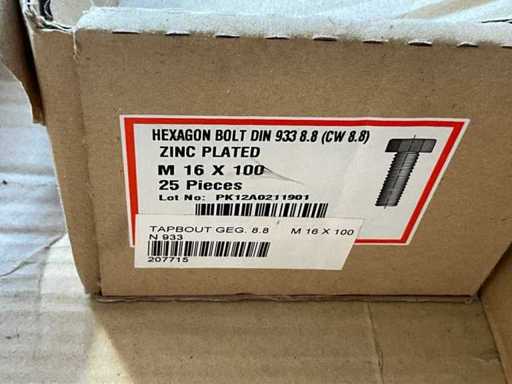 HEXAGON BOLT DIN 933 8.8 (CW 8.8)
ZINC PLATED
M 16 X 100
25 Pieces
Lot No: PK12A0211901
TAPBOUT GEG. 8.8 M 16 X 100
N 933
207715